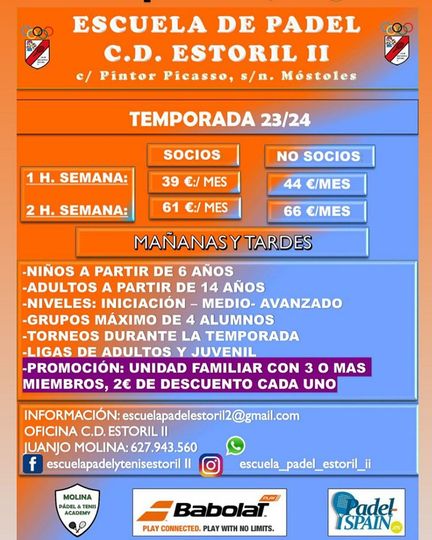 ESCUELA DE PADEL
C.D. ESTORIL II
c/ Pintor Picasso, s/n. Móstoles
TEMPORADA 23/24
SOCIOS NO SOCIOS
1 H. SEMANA: 39 €:/ MES 44 €/MES
2 H. SEMANA: 61 €:/ MES 66 €/MES
MAÑANAS Y TARDES
-NIÑOS A PARTIR DE 6 AÑOS
-ADULTOS A PARTIR DE 14 AÑOS
-NIVELES: INICIACIÓN – MEDIO- AVANZADO
-GRUPOS MÁXIMO DE 4 ALUMNOS
-TORNEOS DURANTE LA TEMPORADA
-LIGAS DE ADULTOS Y JUVENIL
-PROMOCIÓN: UNIDAD FAMILIAR CON 3 O MAS
MIEMBROS, 2€ DE DESCUENTO CADA UNO
INFORMACIÓN: escuelapadelestoril2@gmail.com
OFICINA C.D. ESTORIL II
JUANJO MOLINA: 627.943.560
escuelapadelytenisestoril II escuela_padel_estoril_ii
MOLINA
PÁDEL & TENIS
ACADEMY
Babolat PLAY
PLAY CONNECTED. PLAY WITH NO LIMITS.
Padel
SPAIN